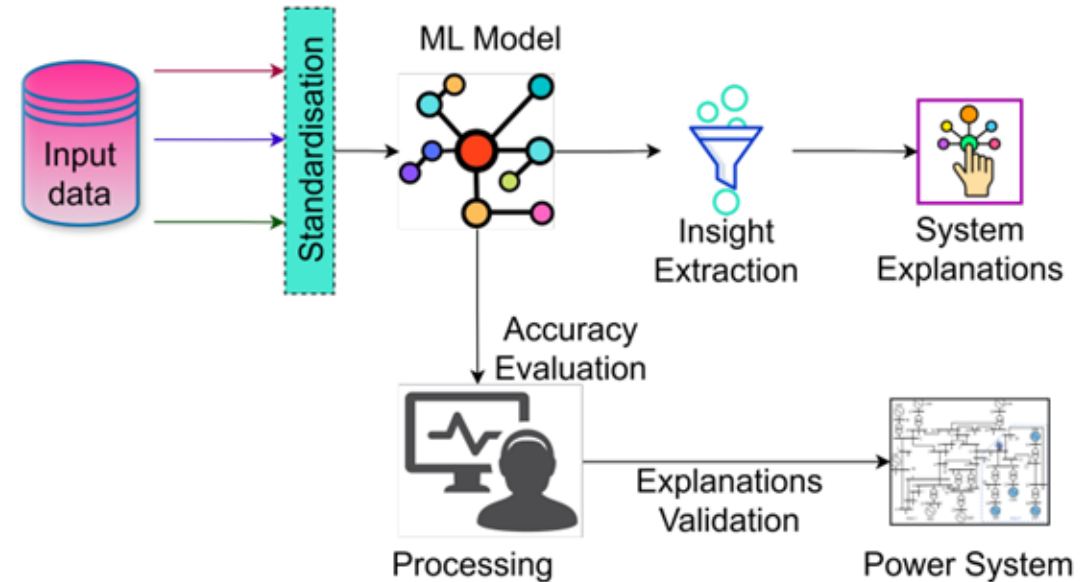 ML Model
Input
data
Standardisation
Insight
Extraction
System
Explanations
Accuracy
Evaluation
Explanations
Validation
Processing
Power System